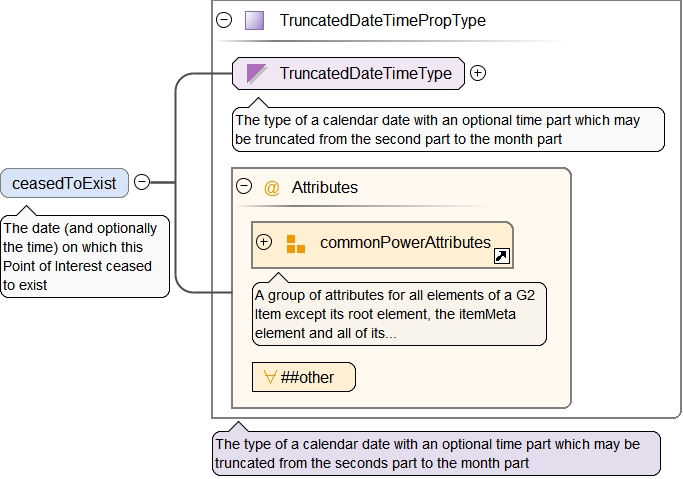 TruncatedDateTimePropType
TruncatedDateTimeType
The type of a calendar date with an optional time part which may
be truncated from the second part to the month part
ceasedToExist
The date (and optionally
the time) on which this
Point of Interest ceased
to exist
@ Attributes
commonPowerAttributes
A group of attributes for all elements of a G2
Item except its root element, the itemMeta
element and all of its...
∀ ##other
The type of a calendar date with an optional time part which may be
truncated from the seconds part to the month part